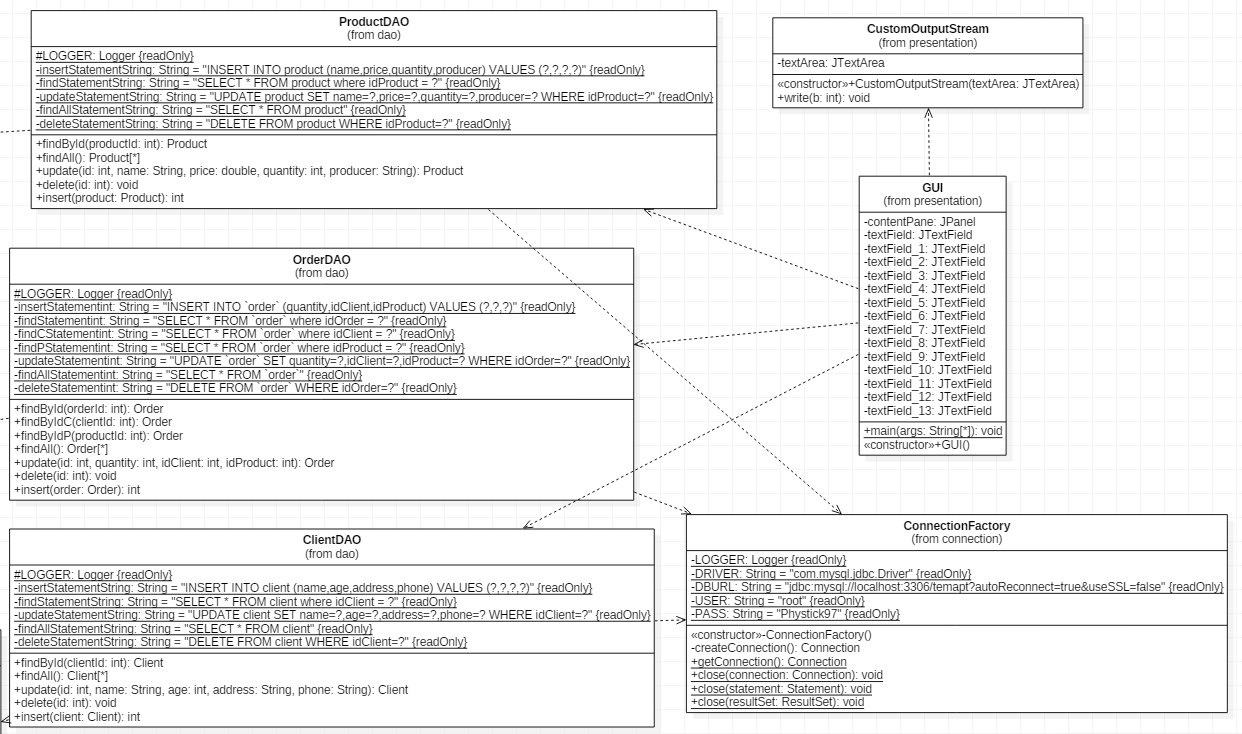 ProductDAO
(from dao)
#LOGGER: Logger {readOnly}
-insertStatementString: String = "INSERT INTO product (name,price,quantity,producer) VALUES (?,?,?,?)" {readOnly}
-findStatementString: String = "SELECT * FROM product where idProduct = ?" {readOnly}
-updateStatementString: String = "UPDATE product SET name=?,price=?,quantity=?,producer=? WHERE idProduct=?" {readOnly}
-findAllStatementString: String = "SELECT * FROM product" {readOnly}
-deleteStatementString: String = "DELETE FROM product WHERE idProduct=?" {readOnly}
+findById(productId: int): Product
+findAll(): Product[*]
+update(id: int, name: String, price: double, quantity: int, producer: String): Product
+delete(id: int): void
+insert(product: Product): int
CustomOutputStream
(from presentation)
-textArea: JTextArea
«constructor»+CustomOutputStream(textArea: JTextArea)
+write(b: int): void
GUI
(from presentation)
-contentPane: JPanel
-textField: JTextField
-textField_1: JTextField
-textField_2: JTextField
-textField_3: JTextField
-textField_4: JTextField
-textField_5: JTextField
-textField_6: JTextField
-textField_7: JTextField
-textField_8: JTextField
-textField_9: JTextField
-textField_10: JTextField
-textField_11: JTextField
-textField_12: JTextField
-textField_13: JTextField
+main(args: String[*]): void
«constructor»+GUI()
OrderDAO
(from dao)
#LOGGER: Logger {readOnly}
-insertStatementint: String = "INSERT INTO `order` (quantity,idClient,idProduct) VALUES (?,?,?)" {readOnly}
-findStatementint: String = "SELECT * FROM `order` where idOrder = ?" {readOnly}
-findCStatementint: String = "SELECT * FROM `order` where idClient = ?" {readOnly}
-findPStatementint: String = "SELECT * FROM `order` where idProduct = ?" {readOnly}
-updateStatementint: String = "UPDATE `order` SET quantity=?,idClient=?,idProduct=? WHERE idOrder=?" {readOnly}
-findAllStatementint: String = "SELECT * FROM `order`" {readOnly}
-deleteStatementint: String = "DELETE FROM `order` WHERE idOrder=?" {readOnly}
+findById(orderId: int): Order
+findByIdC(clientId: int): Order
+findByIdP(productId: int): Order
+findAll(): Order[*]
+update(id: int, quantity: int, idClient: int, idProduct: int): Order
+delete(id: int): void
+insert(order: Order): int
ClientDAO
(from dao)
#LOGGER: Logger {readOnly}
-insertStatementString: String = "INSERT INTO client (name,age,address,phone) VALUES (?,?,?,?)" {readOnly}
-findStatementString: String = "SELECT * FROM client where idClient = ?" {readOnly}
-updateStatementString: String = "UPDATE client SET name=?,age=?,address=?,phone=? WHERE idClient=?" {readOnly}
-findAllStatementString: String = "SELECT * FROM client" {readOnly}
-deleteStatementString: String = "DELETE FROM client WHERE idClient=?" {readOnly}
+findById(clientId: int): Client
+findAll(): Client[*]
+update(id: int, name: String, age: int, address: String, phone: String): Client
+delete(id: int): void
+insert(client: Client): int
ConnectionFactory
(from connection)
-LOGGER: Logger {readOnly}
-DRIVER: String = "com.mysql.jdbc.Driver" {readOnly}
-DBURL: String = "jdbc:mysql://localhost:3306/temapt?autoReconnect=true&useSSL=false" {readOnly}
-USER: String = "root" {readOnly}
-PASS: String = "Phystick97" {readOnly}
«constructor»-ConnectionFactory()
-createConnection(): Connection
+getConnection(): Connection
+close(connection: Connection): void
+close(statement: Statement): void
+close(resultSet: ResultSet): void